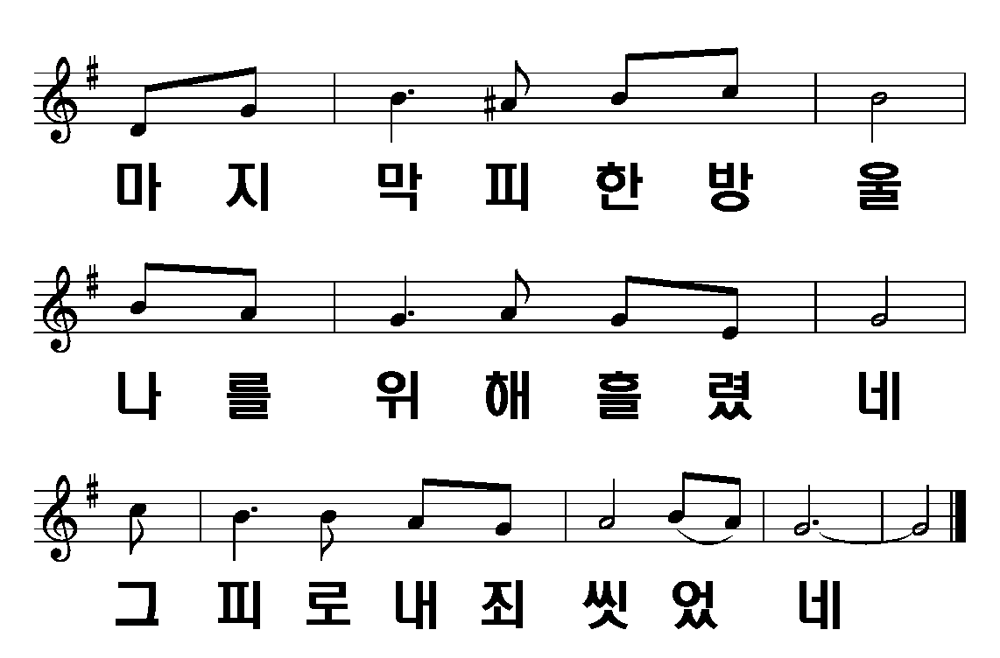 마 지 막 피 한 방 울
나 를 위 해 흘 렸 네
그 피 로 내 죄 씻 었 네